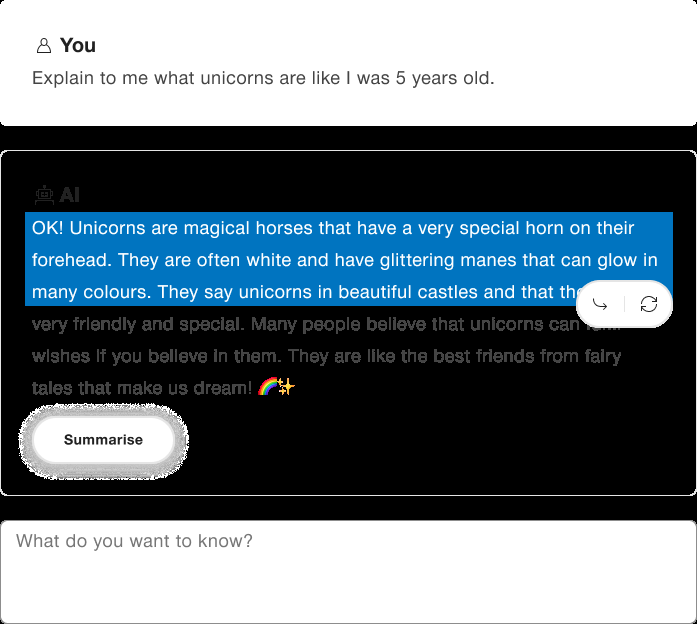 You
Explain to me what unicorns are like I was 5 years old.
AI
OK! Unicorns are magical horses that have a very special horn on their
forehead. They are often white and have glittering manes that can glow in
many colours. They say unicorns in beautiful castles and that
very friendly and special. Many people believe that unicorns can
wishes if you believe in them. They are like the best friends from fairy
tales that make us dream! 🌈✨
Summarise
What do you want to know?